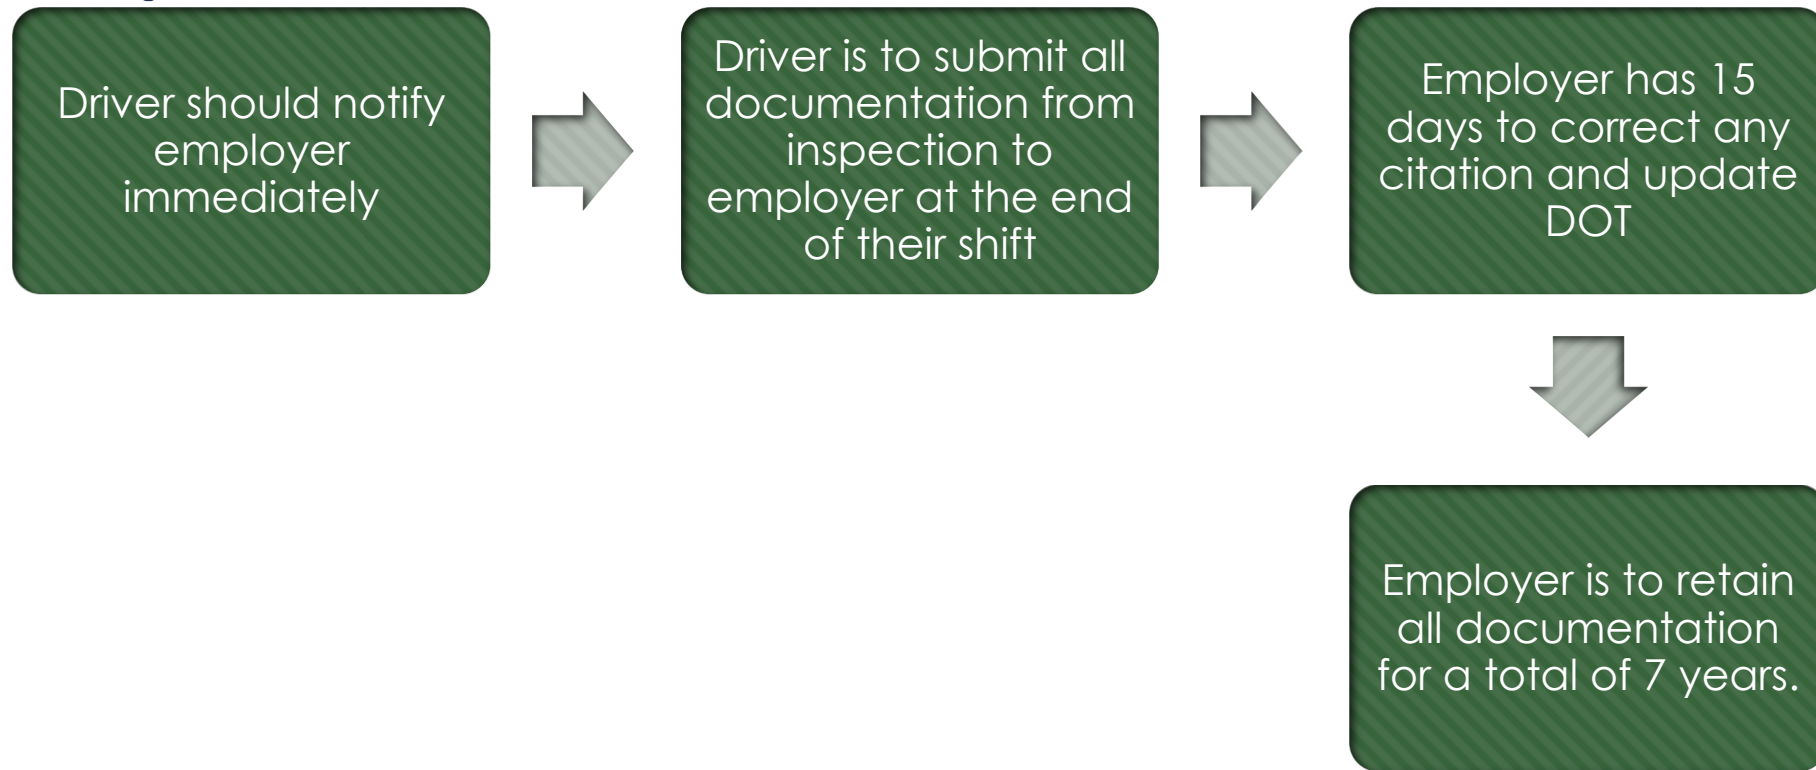 Driver should notify
employer
immediately
Driver is to submit all
documentation from
inspection to
employer at the end
of their shift
Employer has 15
days to correct any
citation and update
DOT
Employer is to retain
all documentation
for a total of 7 years.